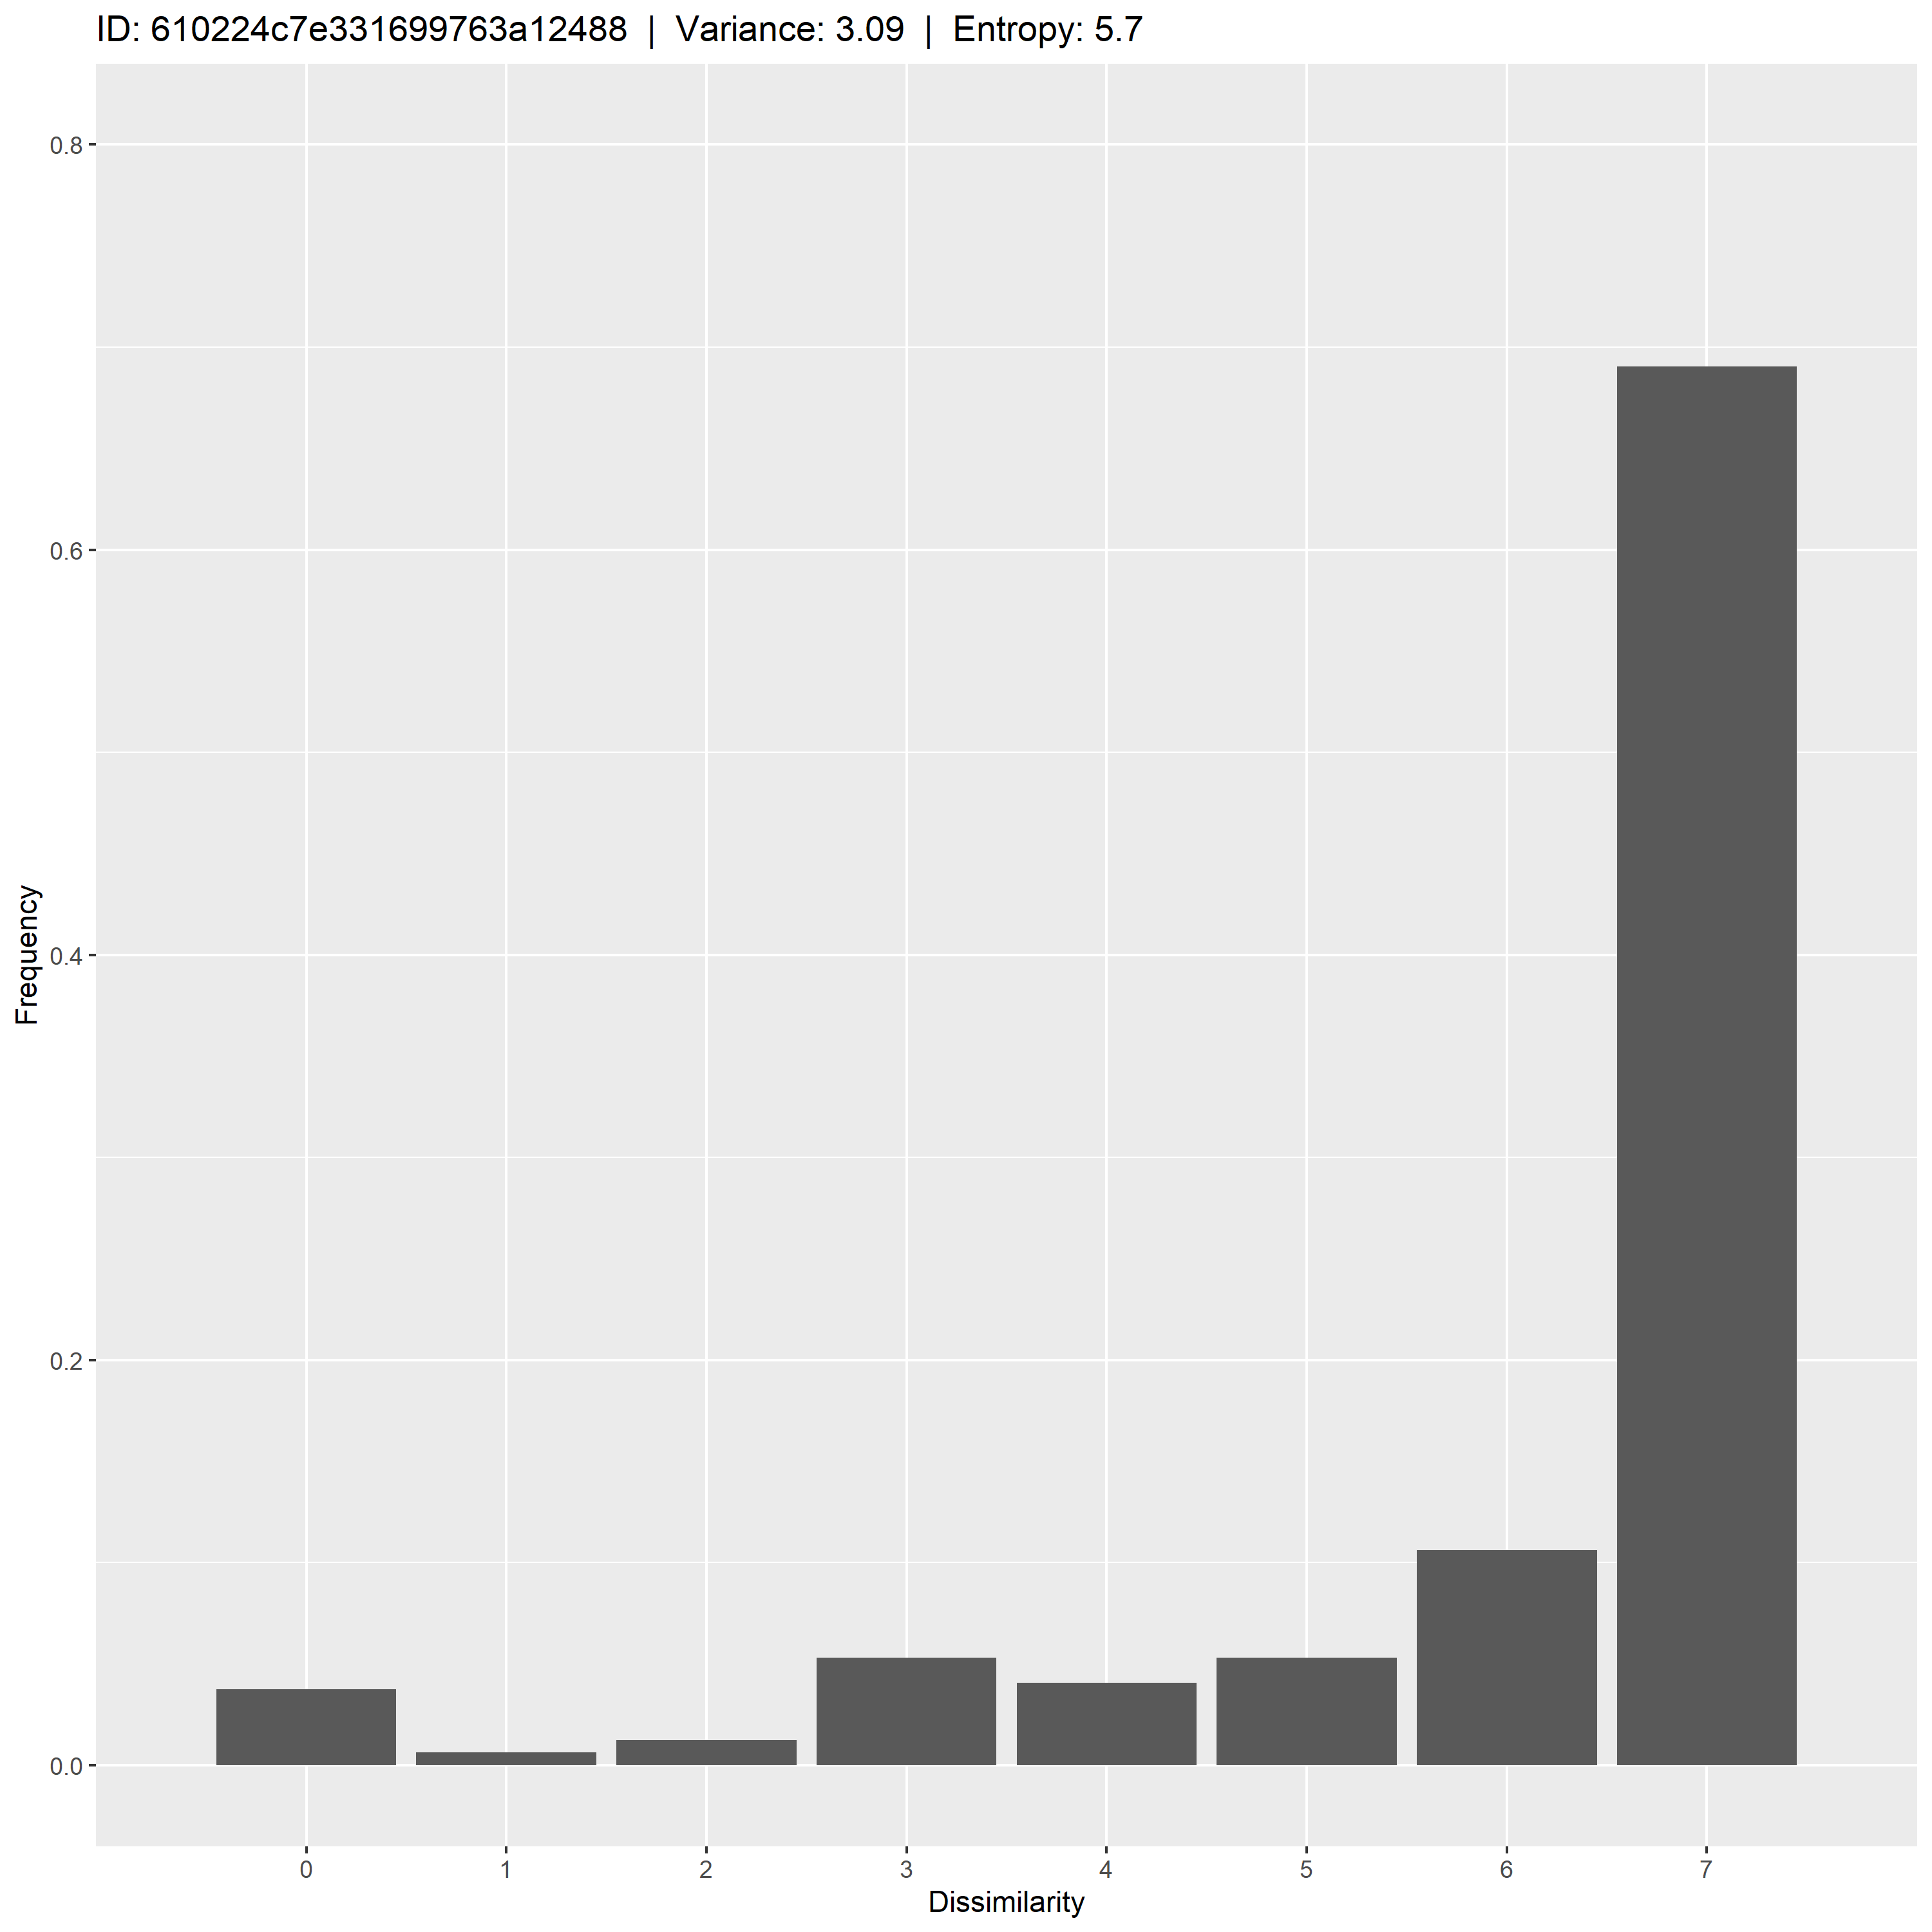 ID: 610224c7e331699763a12488  |  Variance: 3.09  |  Entropy: 5.7
0.8
0.6
0.4
0.2
0.0
Frequency
0 1 2 3 4 5 6 7
Dissimilarity